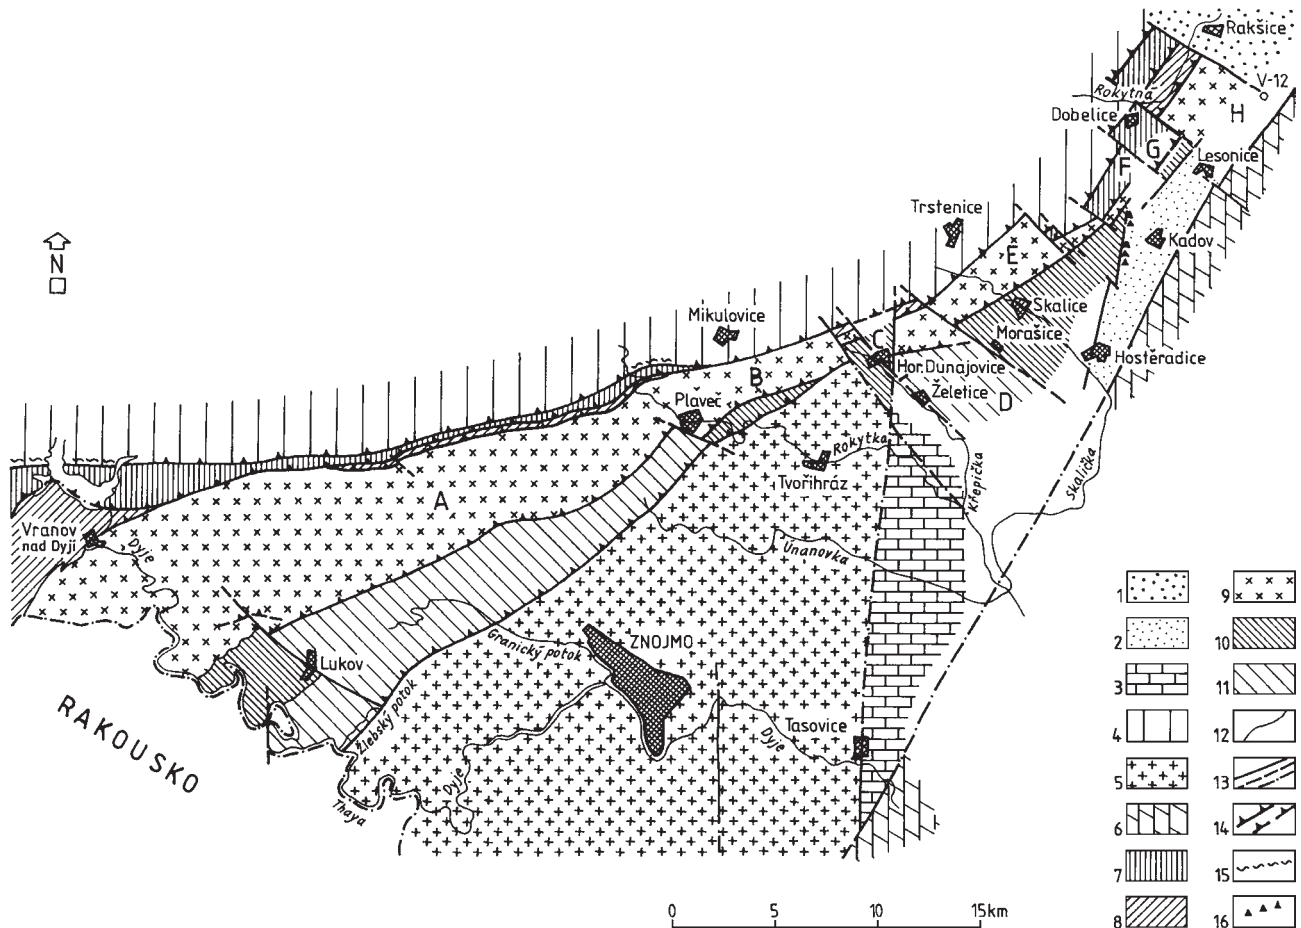 Rakšice
V-12
Rokytná
H
Dobelice
G
Lesonice
F
Trstenice
Kadov
N
E
Skalice
Mikulovice
Morašice
C
Hostěradice
Hor. Dunajovice
B
Želetice
Plaveč
D
Rokytka
Tvořihráz
Křepička
Skalička
A
Vranov
nad Dyjí
Dyje
Únanovka
ZNOJMO
Granický potok
Lukov
RAKOUSKO
Žlebský potok
Tasovice
Dyje
Dyje
Thaya
1
9
2
10
3
11
4
12
5
13
6
14
7
15
8
16
0
5
10
15km